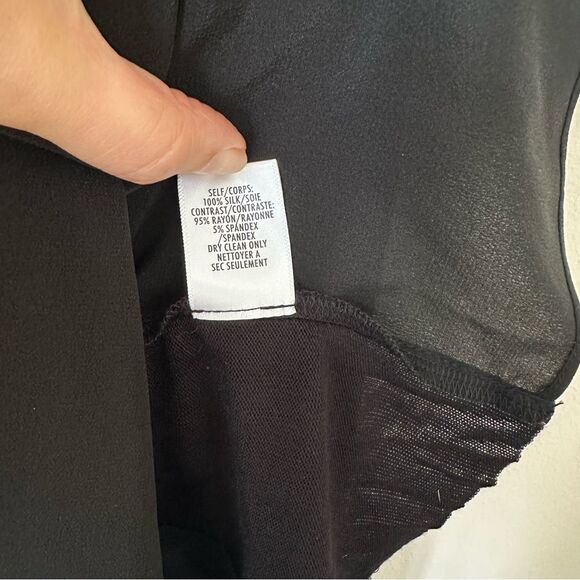 SELF/CORPS:
100% SILK/SOIE
CONTRAST/CONTRASTE:
95% RAYON/RAYONNE
5% SPANDEX
/SPANDEX
DRY CLEAN ONLY
NETTOYER A
SEC SEULEMENT